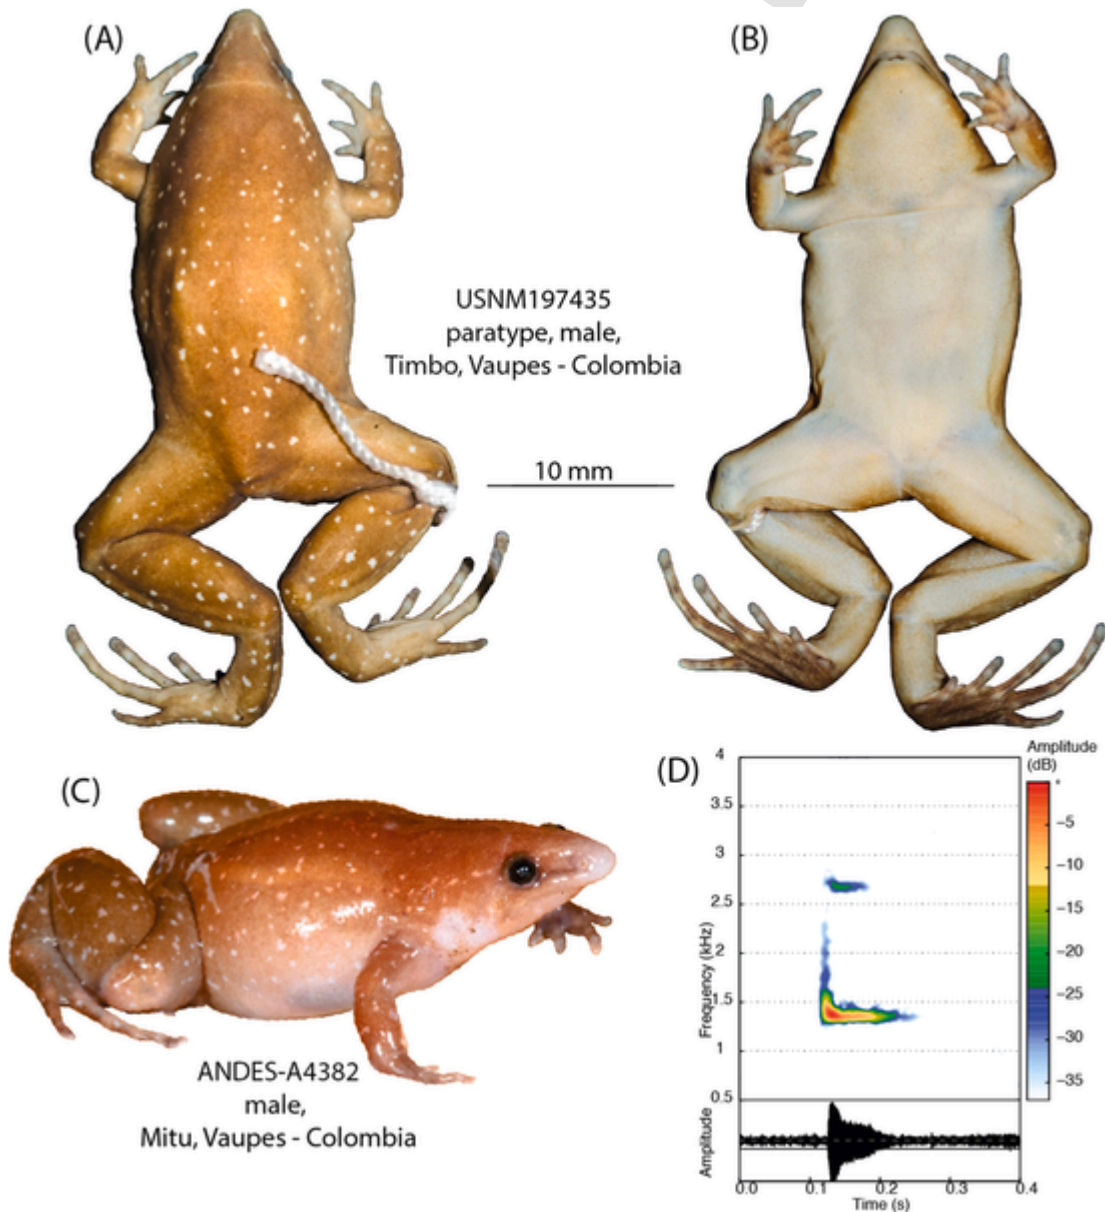 (A)
(B)
USNM197435
paratype, male,
Timbo, Vaupes - Colombia
10 mm
(C)
ANDES-A4382
male,
Mitu, Vaupes - Colombia
(D)
Amplitude
(dB)
4
3.5
3
2.5
2
1.5
1
0.5
Frequency (kHz)
-5
-10
-15
-20
-25
-30
-35
Amplitude
0.0
0.1
0.2
0.3
0.4
Time (s)